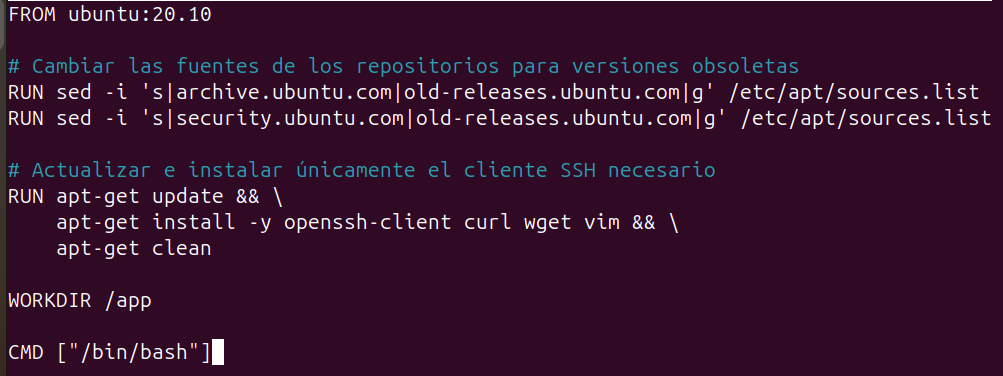 FROM ubuntu:20.10
# Cambiar las fuentes de los repositorios para versiones obsoletas
RUN sed -i 's|archive.ubuntu.com|old-releases.ubuntu.com|g' /etc/apt/sources.list
RUN sed -i 's|security.ubuntu.com|old-releases.ubuntu.com|g' /etc/apt/sources.list
# Actualizar e instalar únicamente el cliente SSH necesario
RUN apt-get update && \
    apt-get install -y openssh-client curl wget vim && \
    apt-get clean
WORKDIR /app
CMD ["/bin/bash"]